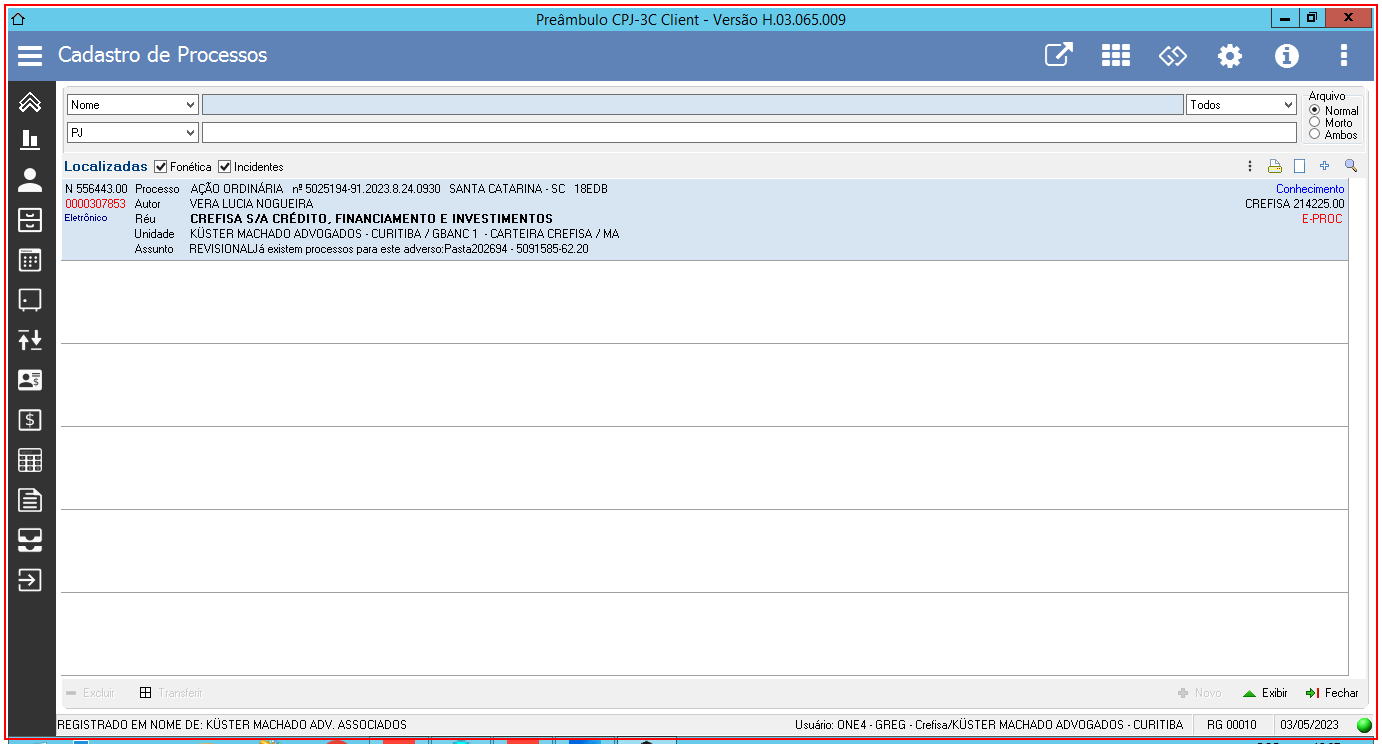 Preâmbulo CPJ-3C Client - Versão H.03.065.009
Cadastro de Processos
Nome
Todos
Arquivo
Normal
Morto
Ambos
PJ
Localizadas Fonética Incidentes
N 556443.00 Processo AÇÃO ORDINÁRIA nº 5025194-91.2023.8.24.0930 SANTA CATARINA - SC 18EDB Conhecimento
0000307853 Autor VERA LUCIA NOGUEIRA CREFISA 214225.00
Eletrônico Réu CREFISA S/A CRÉDITO, FINANCIAMENTO E INVESTIMENTOS E-PROC
Unidade KÜSTER MACHADO ADVOGADOS - CURITIBA / GBANC 1 - CARTEIRA CREFISA / MA
Assunto REVISIONALJá existem processos para este adverso:Pasta202694 - 5091585-62.20
Excluir Transferir Novo Exibir Fechar
REGISTRADO EM NOME DE: KÜSTER MACHADO ADV. ASSOCIADOS Usuário: ONE4 - GREG - Crefisa/KÜSTER MACHADO ADVOGADOS - CURITIBA RG 00010 03/05/2023